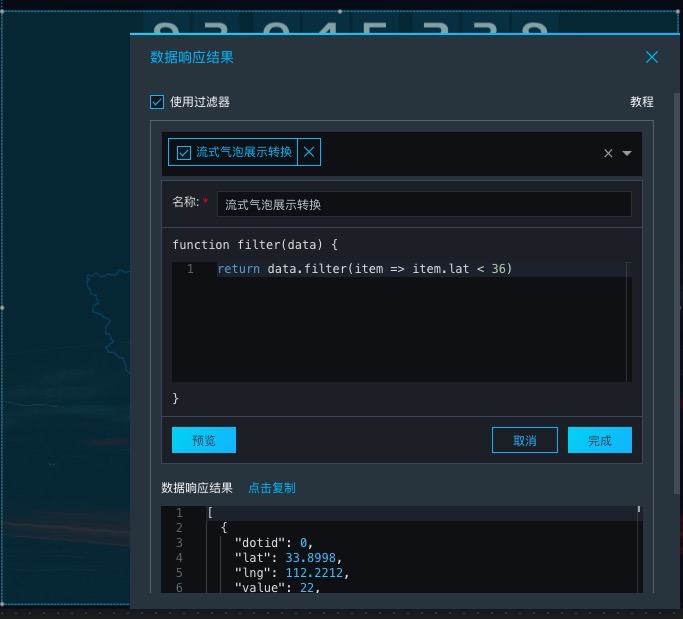 数据响应结果
使用过滤器
教程
流式气泡展示转换
名称: *
流式气泡展示转换
function filter(data) {
1 return data.filter(item => item.lat < 36)
}
预览
取消
完成
数据响应结果 点击复制
1 [
2 {
3 "dotid": 0,
4 "lat": 33.8998,
5 "lng": 112.2212,
6 "value": 22,